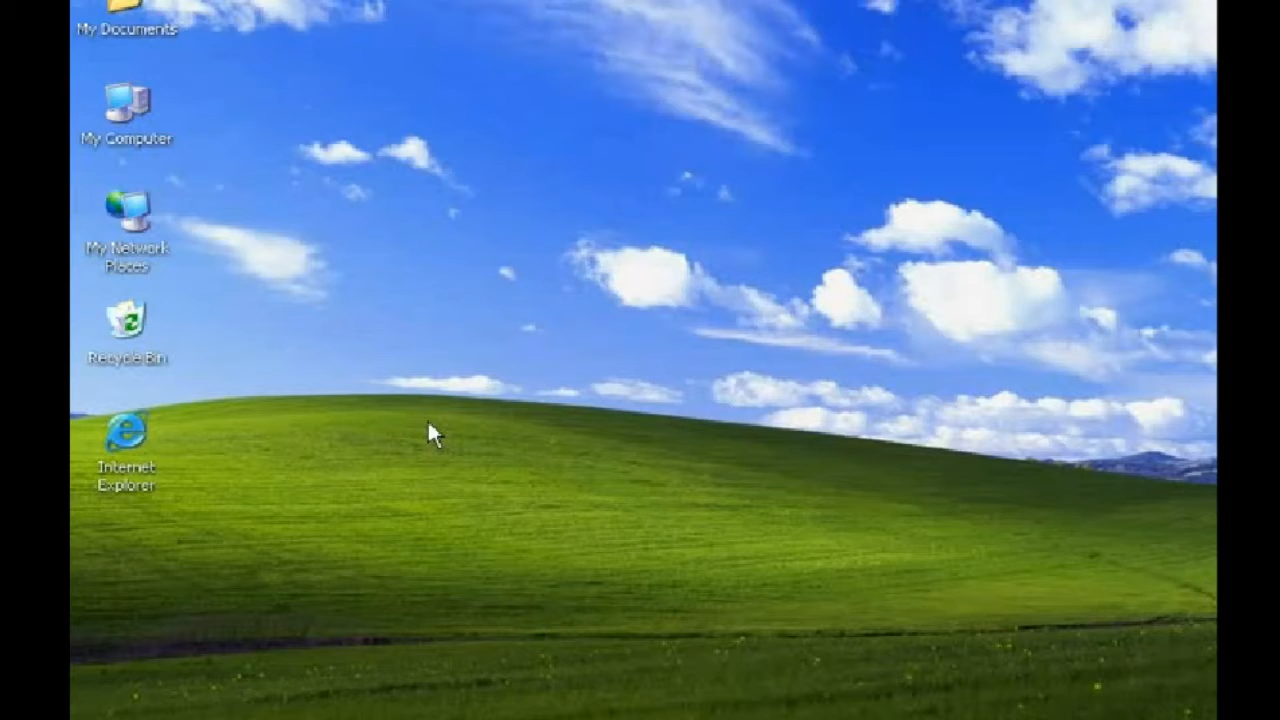 My Documents
My Computer
My Network
Places
Recycle Bin
Internet
Explorer